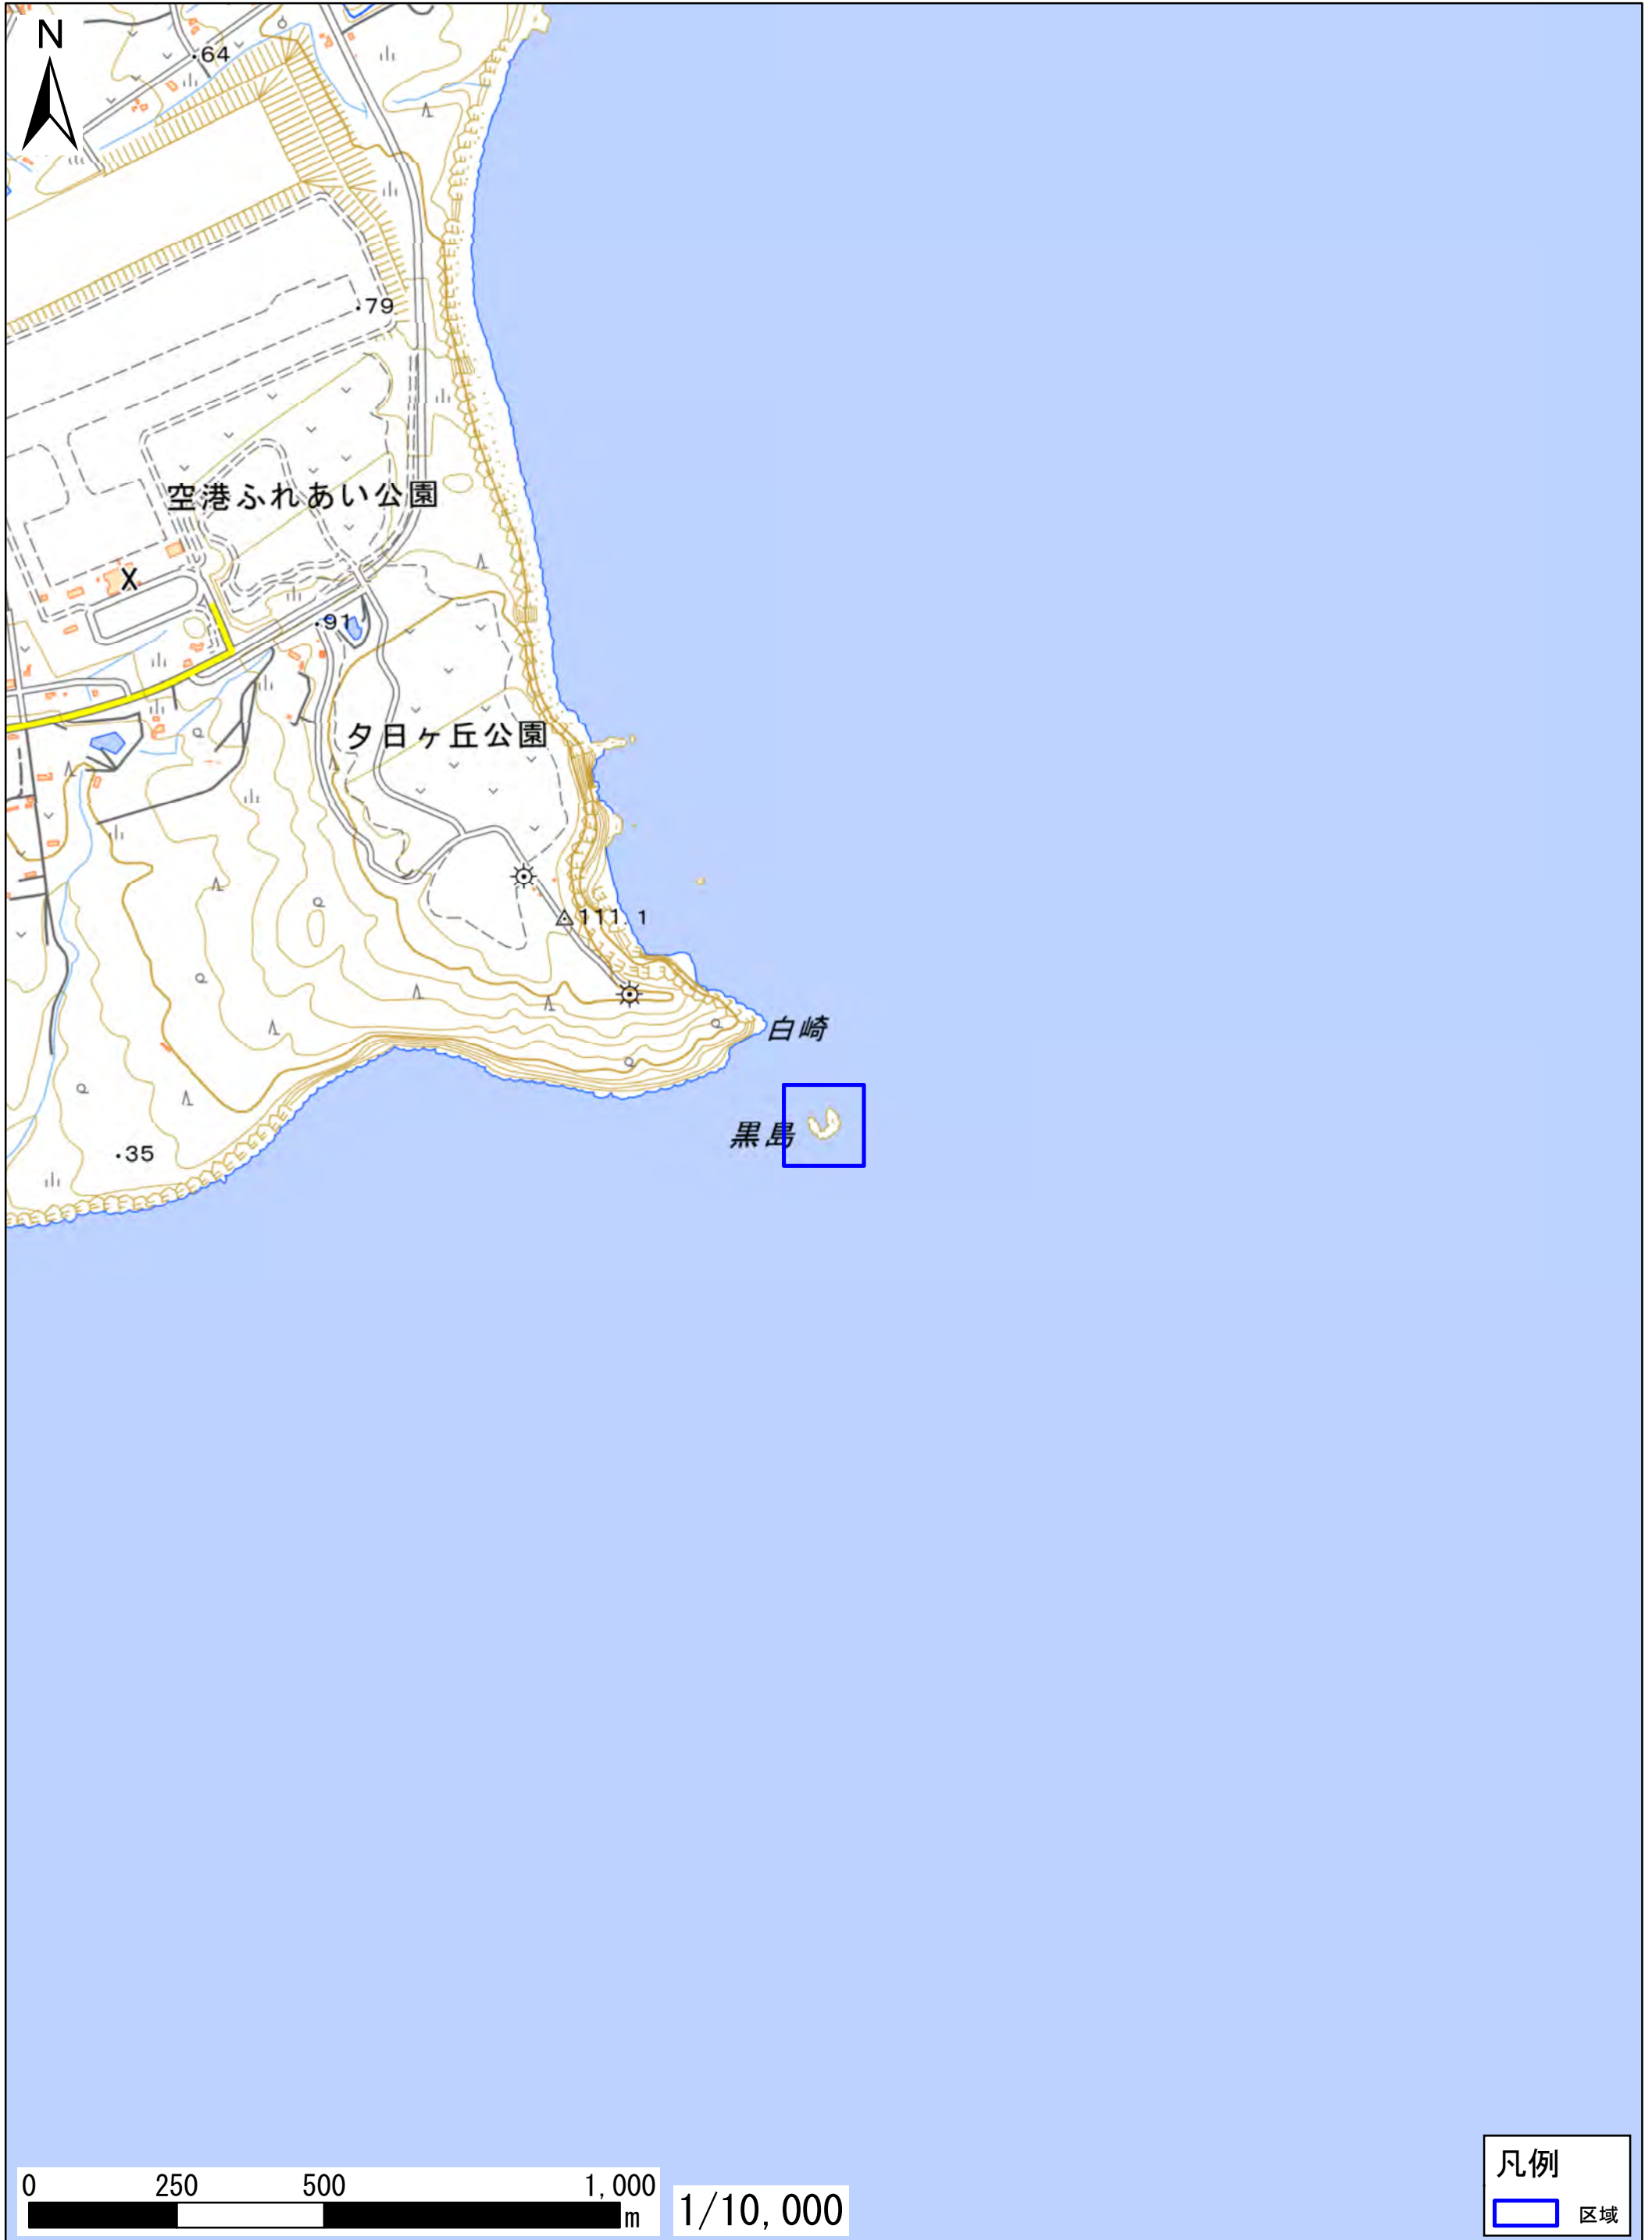 N
.64
.79
空港ふれあい公園
X
.91
夕日ヶ丘公園
111.1
白崎
黒島
.35
0 250 500 1,000
m
1/10,000
凡例
区域